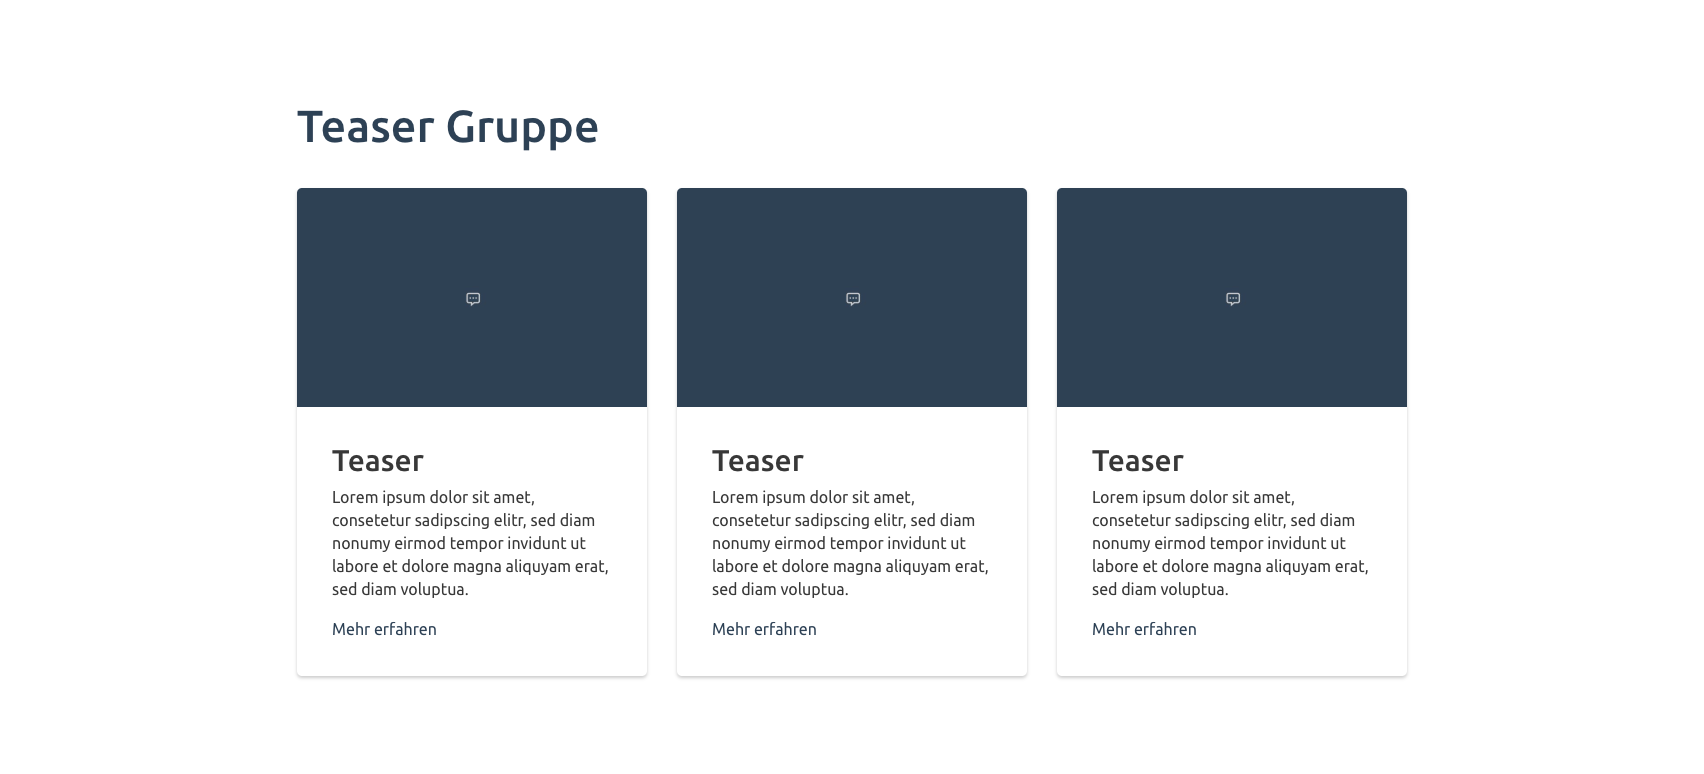 Teaser Gruppe
Teaser
Lorem ipsum dolor sit amet,
consetetur sadipscing elitr, sed diam
nonumy eirmod tempor invidunt ut
labore et dolore magna aliquyam erat,
sed diam voluptua.
Mehr erfahren
Teaser
Lorem ipsum dolor sit amet,
consetetur sadipscing elitr, sed diam
nonumy eirmod tempor invidunt ut
labore et dolore magna aliquyam erat,
sed diam voluptua.
Mehr erfahren
Teaser
Lorem ipsum dolor sit amet,
consetetur sadipscing elitr, sed diam
nonumy eirmod tempor invidunt ut
labore et dolore magna aliquyam erat,
sed diam voluptua.
Mehr erfahren